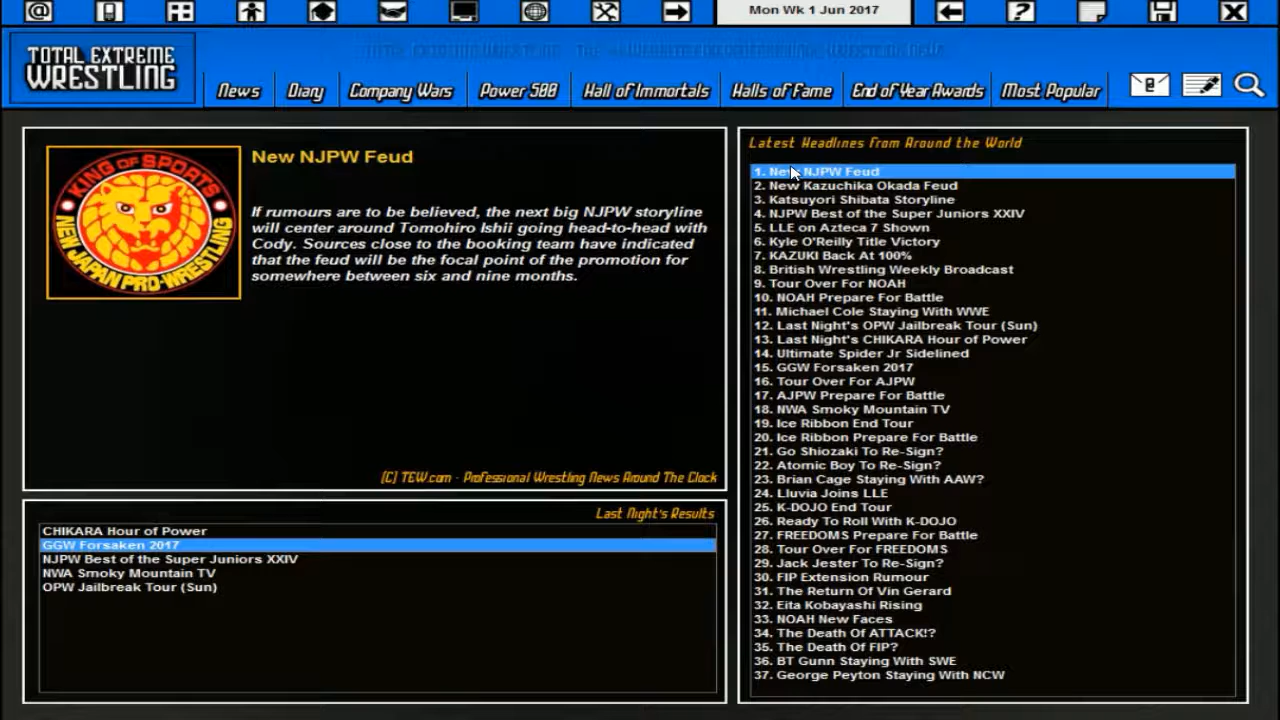 Mon Wk 1 Jun 2017
TOTAL EXTREME
WRESTLING
News
Diary
Company Wars
Power 500
Hall of Immortals
Halls of Fame
End of Year Awards
Most Popular
KING OF SPORTS
NEW JAPAN PRO-WRESTLING
New NJPW Feud
If rumours are to be believed, the next big NJPW storyline
will center around Tomohiro Ishii going head-to-head with
Cody. Sources close to the booking team have indicated
that the feud will be the focal point of the promotion for
somewhere between six and nine months.
(C) TEW.com - Professional Wrestling News Around The Clock
Last Night's Results
CHIKARA Hour of Power
GGW Forsaken 2017
NJPW Best of the Super Juniors XXIV
NWA Smoky Mountain TV
OPW Jailbreak Tour (Sun)
Latest Headlines From Around the World
1. New NJPW Feud
2. New Kazuchika Okada Feud
3. Katsuyori Shibata Storyline
4. NJPW Best of the Super Juniors XXIV
5. LLE on Azteca 7 Shown
6. Kyle O'Reilly Title Victory
7. KAZUKI Back At 100%
8. British Wrestling Weekly Broadcast
9. Tour Over For NOAH
10. NOAH Prepare For Battle
11. Michael Cole Staying With WWE
12. Last Night's OPW Jailbreak Tour (Sun)
13. Last Night's CHIKARA Hour of Power
14. Ultimate Spider Jr Sidelined
15. GGW Forsaken 2017
16. Tour Over For AJPW
17. AJPW Prepare For Battle
18. NWA Smoky Mountain TV
19. Ice Ribbon End Tour
20. Ice Ribbon Prepare For Battle
21. Go Shiozaki To Re-Sign?
22. Atomic Boy To Re-Sign?
23. Brian Cage Staying With AAW?
24. Lluvia Joins LLE
25. K-DOJO End Tour
26. Ready To Roll With K-DOJO
27. FREEDOMS Prepare For Battle
28. Tour Over For FREEDOMS
29. Jack Jester To Re-Sign?
30. FIP Extension Rumour
31. The Return Of Vin Gerard
32. Eita Kobayashi Rising
33. NOAH New Faces
34. The Death Of ATTACK!?
35. The Death Of FIP?
36. BT Gunn Staying With SWE
37. George Peyton Staying With NCW